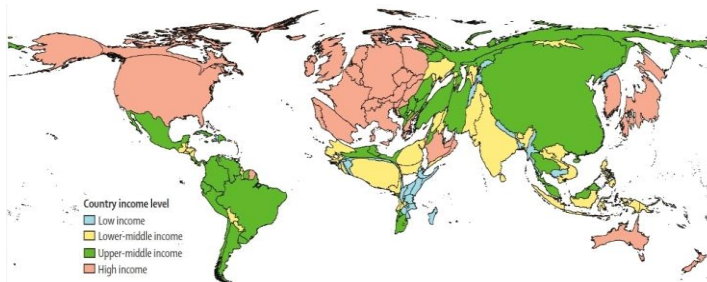 Country income level
Low income
Lower-middle income
Upper-middle income
High income